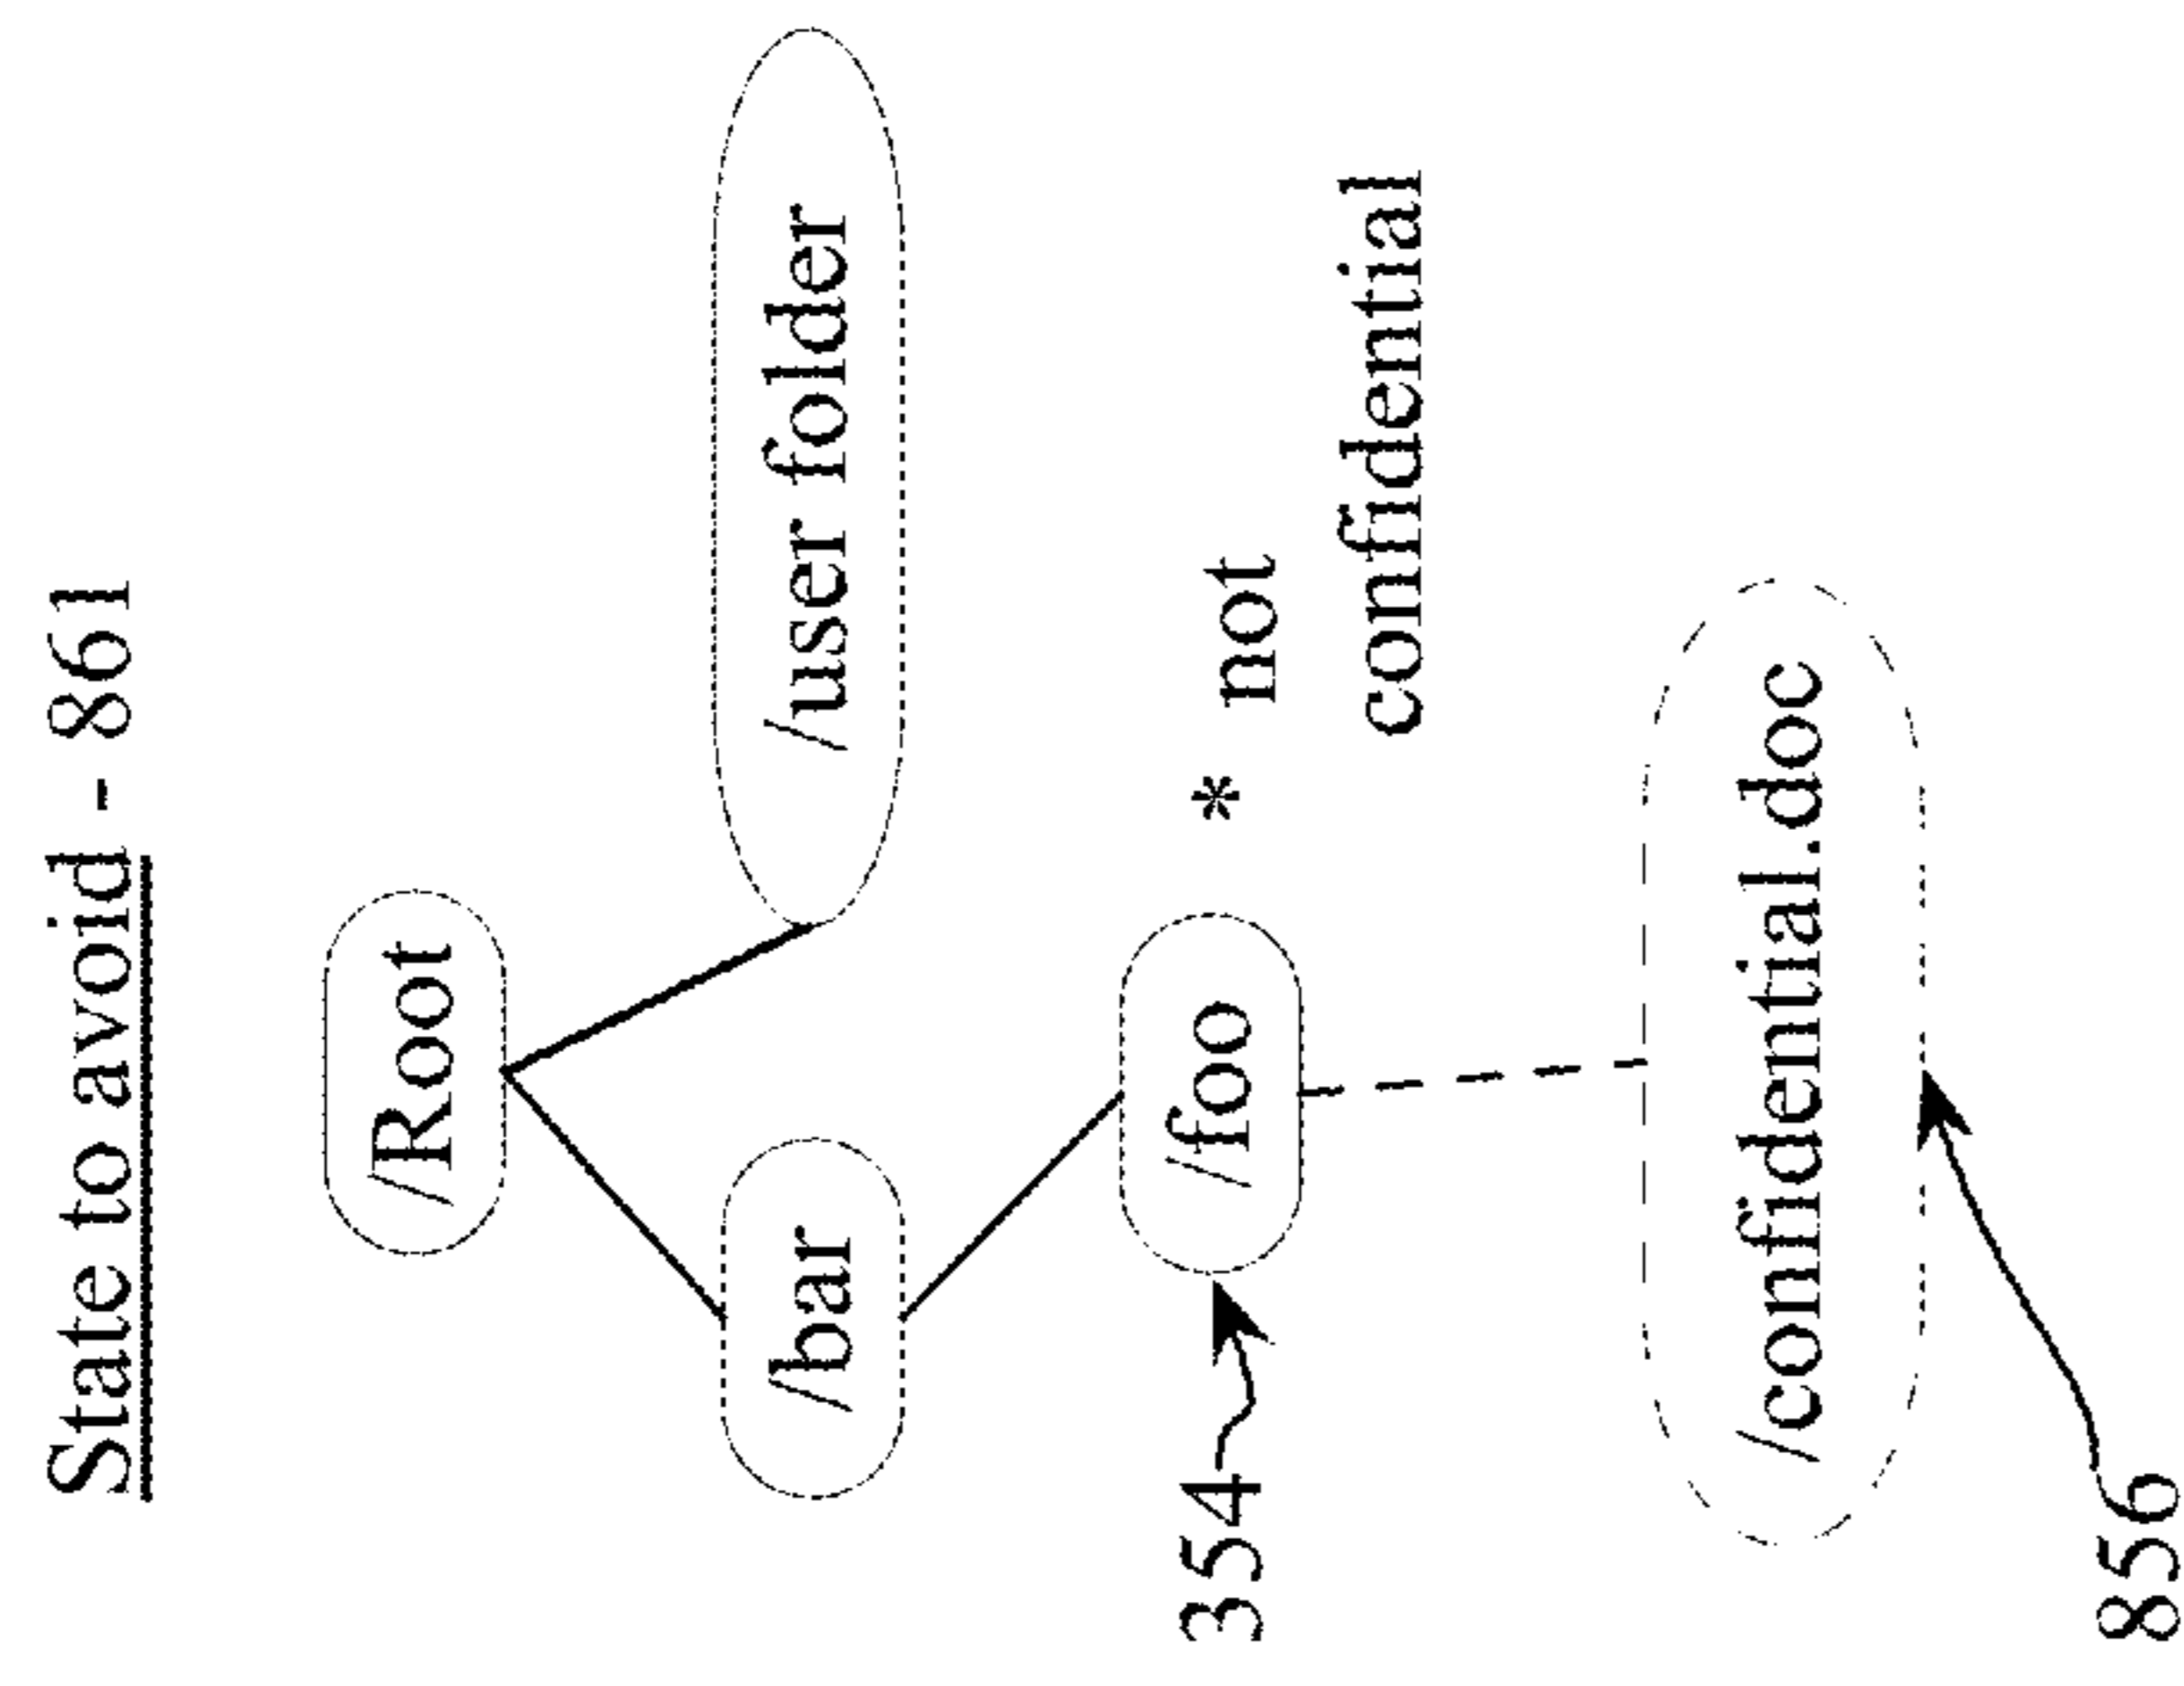 State to avoid - 861
/Root
/bar
/user folder
354
/foo
* not
confidential
/confidential.doc
856